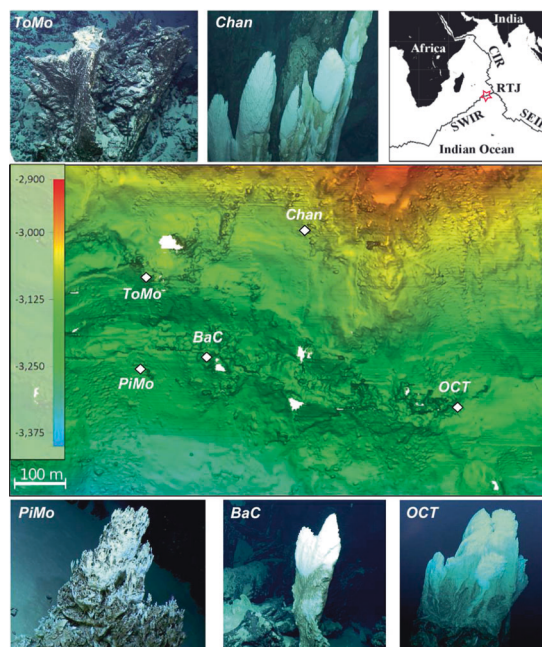 ToMo
Chan
India
Africa
CIR
RTJ
SWIR
SEIR
Indian Ocean
-2,900
-3,000
-3,125
-3,250
-3,375
100 m
Chan
ToMo
BaC
PiMo
OCT
PiMo
BaC
OCT